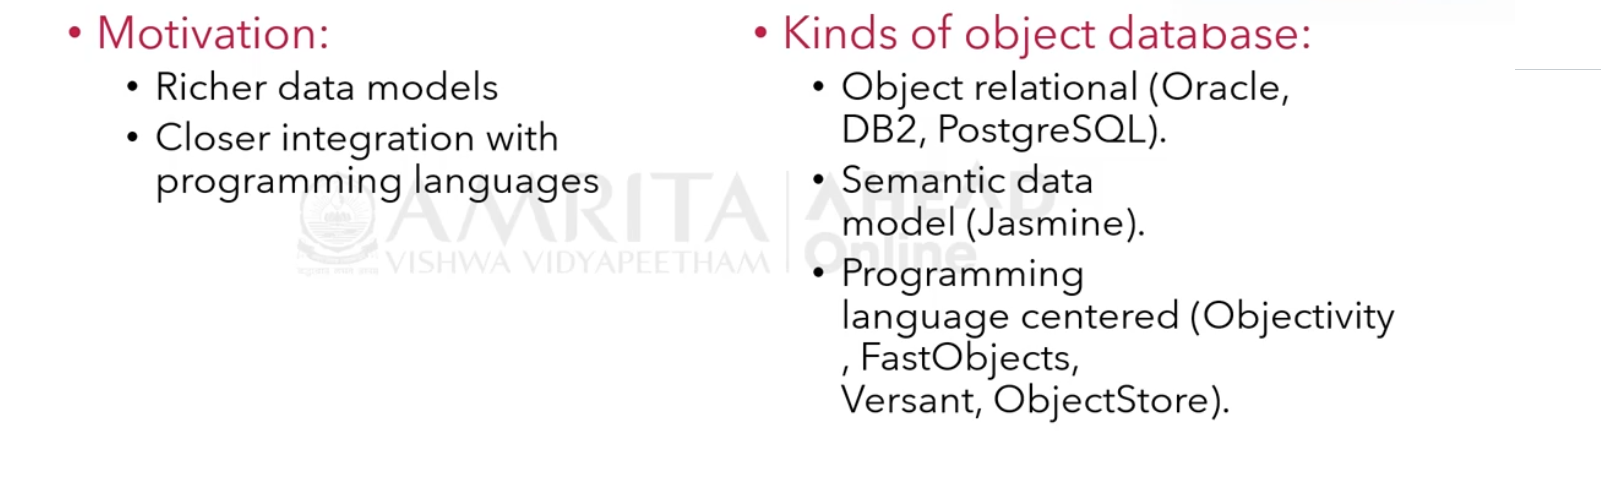 • Motivation:
• Richer data models
• Closer integration with
programming languages
• Kinds of object database:
• Object relational (Oracle,
DB2, PostgreSQL).
• Semantic data
model (Jasmine).
• Programming
language centered (Objectivity
, FastObjects,
Versant, ObjectStore).
AMRITA
VISHWA VIDYAPEETHAM
AHEAD
Online